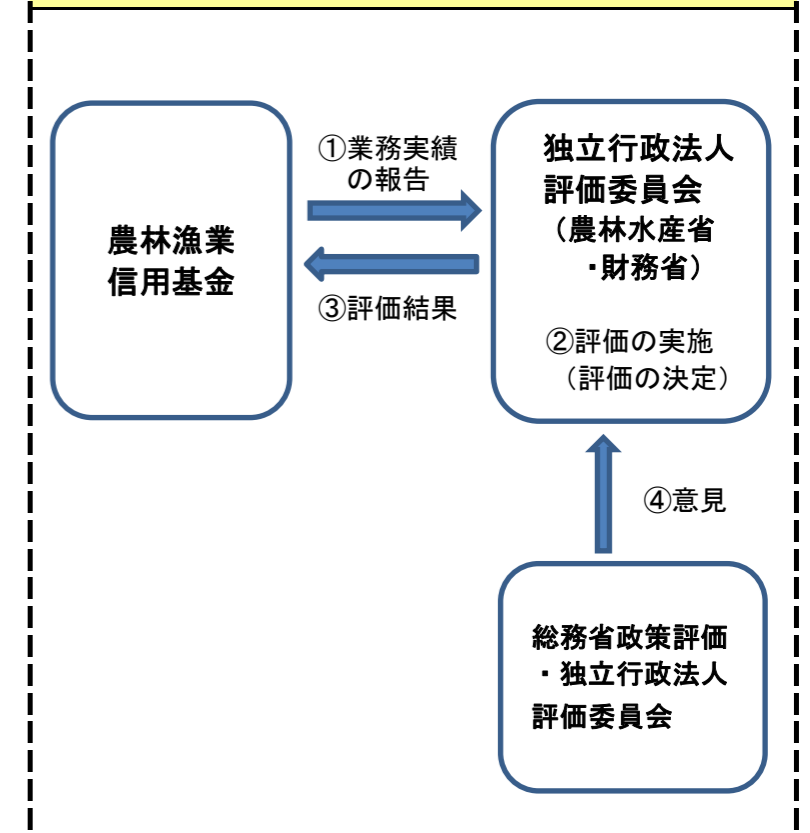 農林漁業
信用基金
①業務実績
の報告
③評価結果
独立行政法人
評価委員会
（農林水産省
・財務省）
②評価の実施
（評価の決定）
④意見
総務省政策評価
・独立行政法人
評価委員会